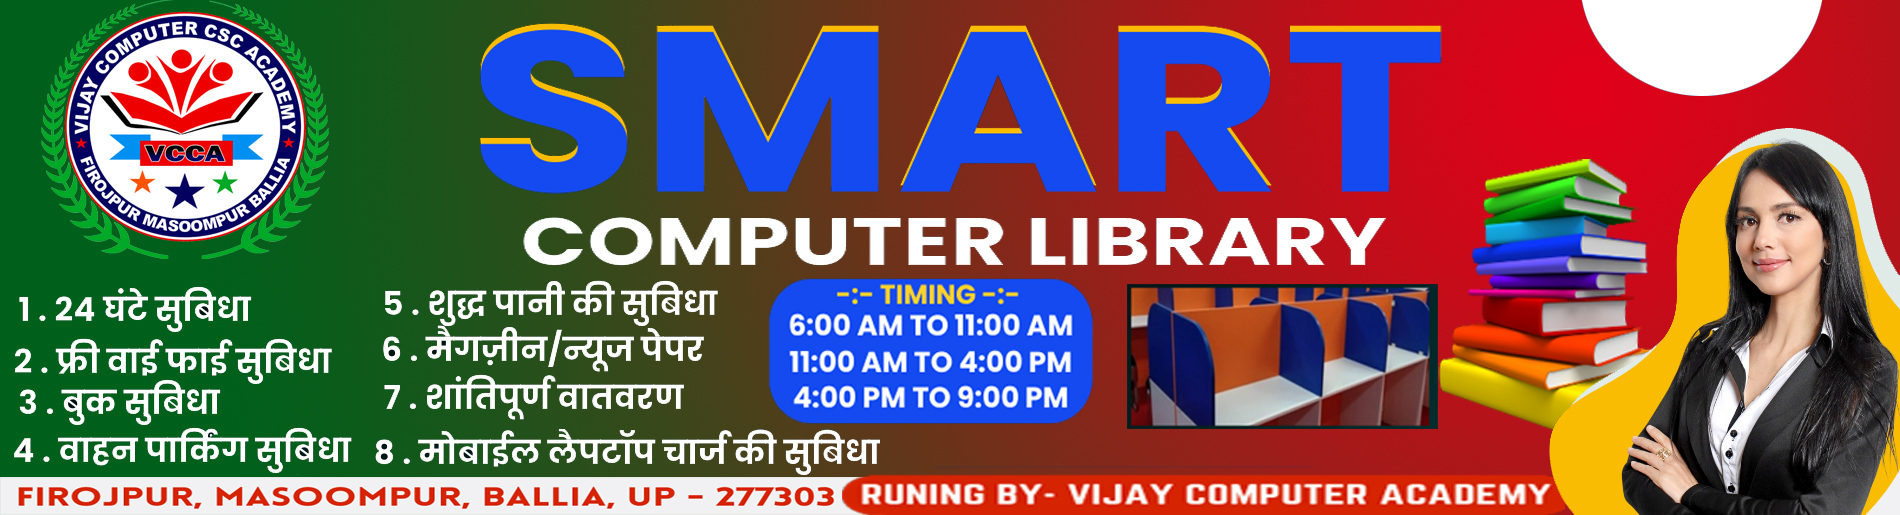 VIJAY COMPUTER CSC ACADEMY
VCCA
FIROJPUR MASOOMPUR BALLIA
SMART
COMPUTER LIBRARY
1 . 24 घंटे सुबिधा
2 . फ्री वाई फाई सुबिधा
3 . बुक सुबिधा
4 . वाहन पार्किंग सुबिधा
5 . शुद्ध पानी की सुबिधा
6 . मैगज़ीन/न्यूज पेपर
7 . शांतिपूर्ण वातवरण
8 . मोबाईल लैपटॉप चार्ज की सुबिधा
-:- TIMING -:-
6:00 AM TO 11:00 AM
11:00 AM TO 4:00 PM
4:00 PM TO 9:00 PM
FIROJPUR, MASOOMPUR, BALLIA, UP - 277303
RUNING BY- VIJAY COMPUTER ACADEMY